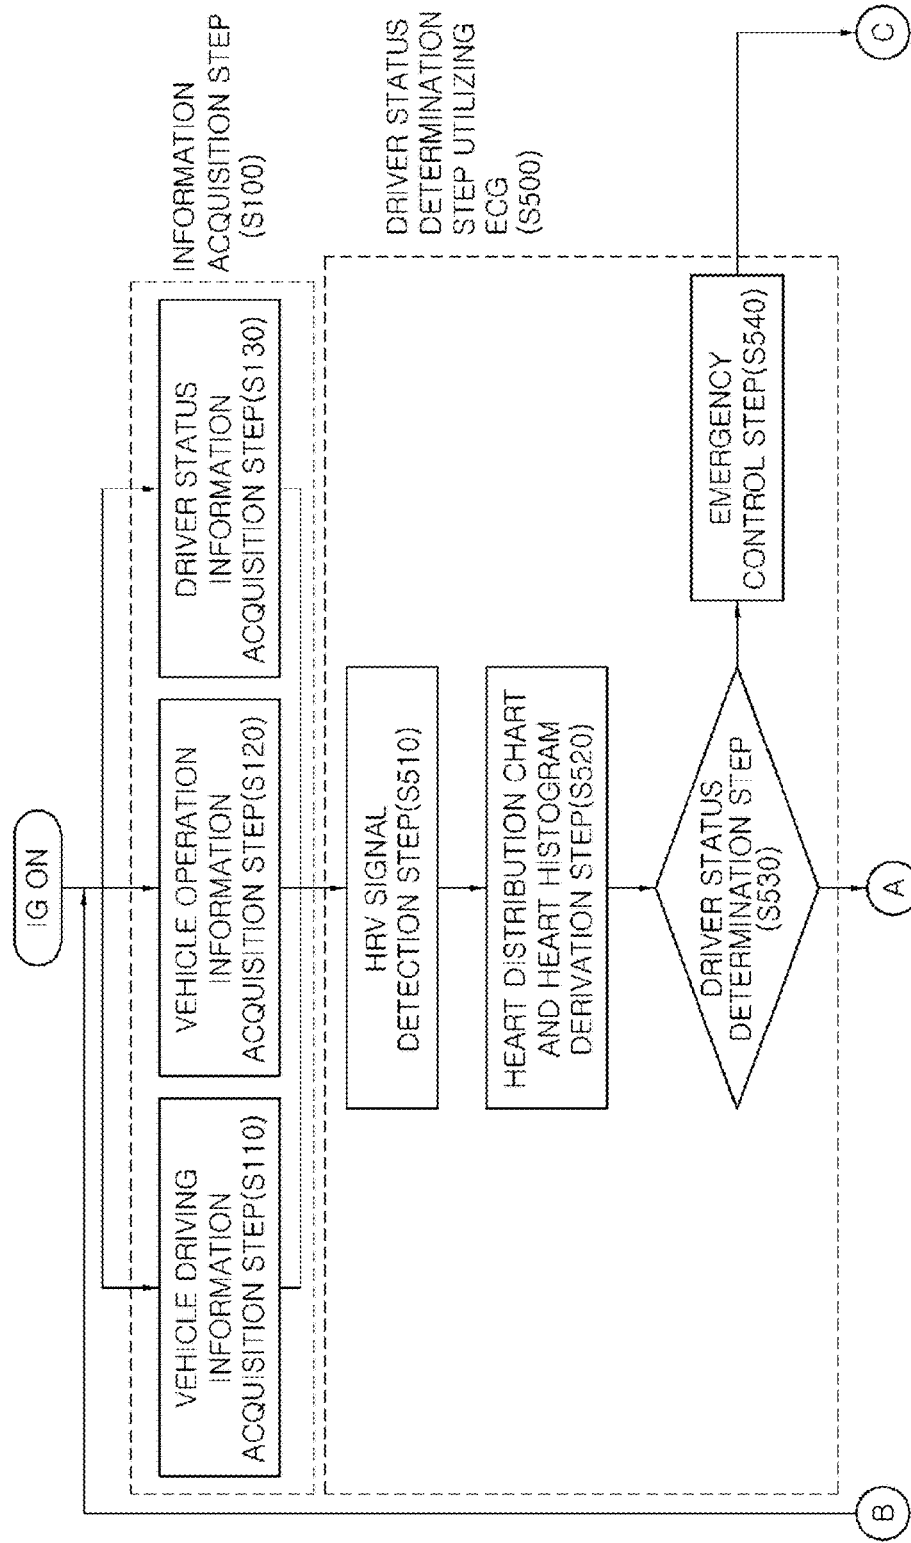 IG ON
INFORMATION
ACQUISITION STEP
(S100)
VEHICLE DRIVING
INFORMATION
ACQUISITION STEP(S110)
VEHICLE OPERATION
INFORMATION
ACQUISITION STEP(S120)
DRIVER STATUS
INFORMATION
ACQUISITION STEP(S130)
DRIVER STATUS
DETERMINATION
STEP UTILIZING
ECG
(S500)
HRV SIGNAL
DETECTION STEP(S510)
HEART DISTRIBUTION CHART
AND HEART HISTOGRAM
DERIVATION STEP(S520)
DRIVER STATUS
DETERMINATION STEP
(S530)
EMERGENCY
CONTROL STEP(S540)
B
A
C